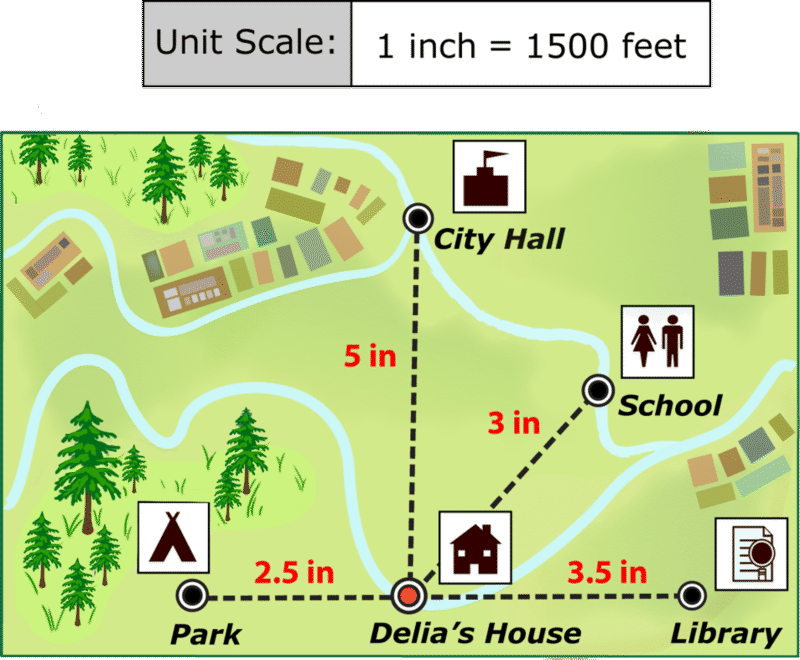 Unit Scale: 1 inch = 1500 feet
City Hall
5 in
School
3 in
2.5 in
3.5 in
Park
Delia's House
Library